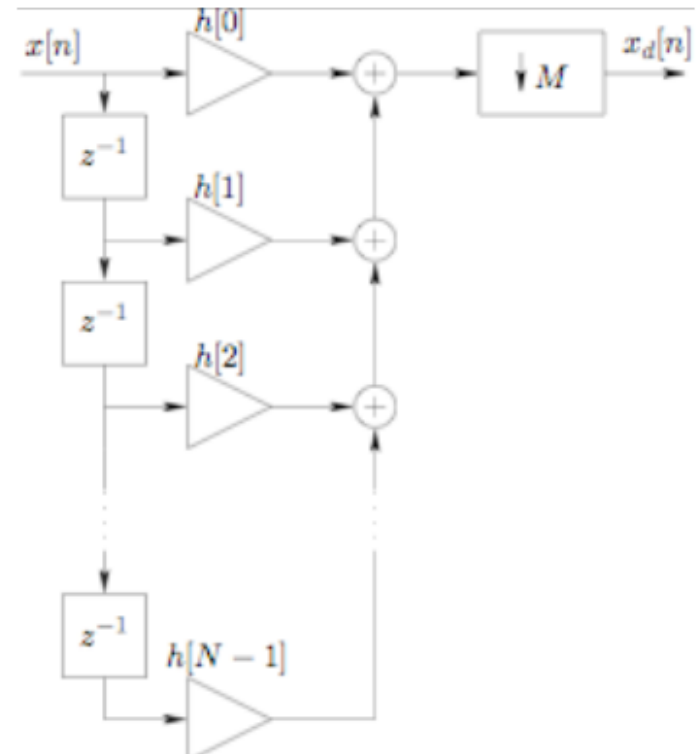 h[0]
x[n]
x_d[n]
↓ M
+
z^{-1}
h[1]
+
z^{-1}
h[2]
+
z^{-1}
h[N − 1]